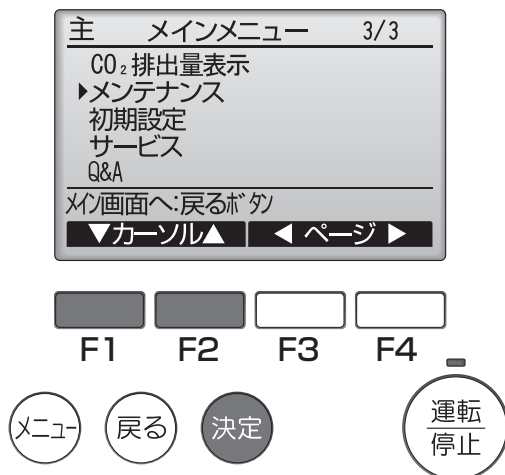 主 メインメニュー 3/3
CO₂排出量表示
▶メンテナンス
初期設定
サービス
Q&A
メイン画面へ:戻るボタン
▼カーソル▲ ◀ ページ ▶
F1 F2 F3 F4
メニュー 戻る 決定 運転
停止